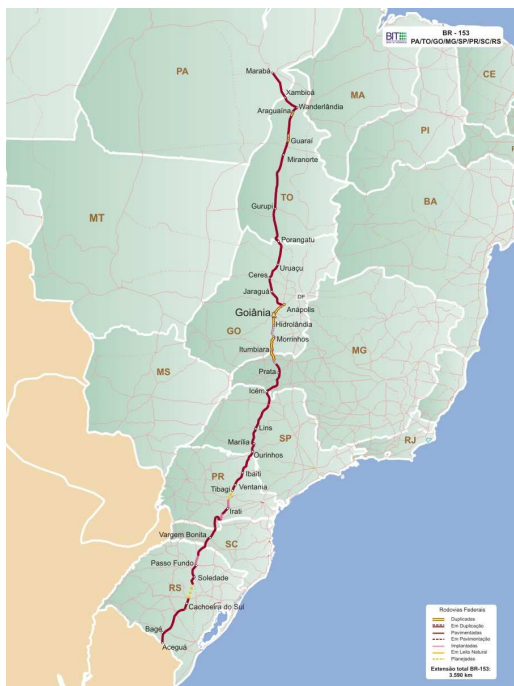 BIT
BR - 153
PA/TO/GO/MG/SP/PR/SC/RS
PA
CE
Marabá
Xambioá
MA
Wanderlândia
Araguaína
PI
Guaraí
Miranorte
TO
BA
MT
Gurupi
Porangatu
Uruaçu
Ceres
Jaraguá
DF
Anápolis
Goiânia
Hidrolândia
GO
Morrinhos
Itumbiara
MG
MS
Prata
Icém
Lins
SP
Marília
RJ
Ourinhos
PR
Ibaiti
Ventania
Tibagi
Irati
Vargem Bonita
SC
Passo Fundo
Soledade
RS
Cachoeira do Sul
Bagé
Aceguá
Rodovias Federais
Duplicadas
Em Duplicação
Pavimentadas
Em Pavimentação
Implantadas
Em Leito Natural
Planejadas
Extensão total BR-153:
3.590 km